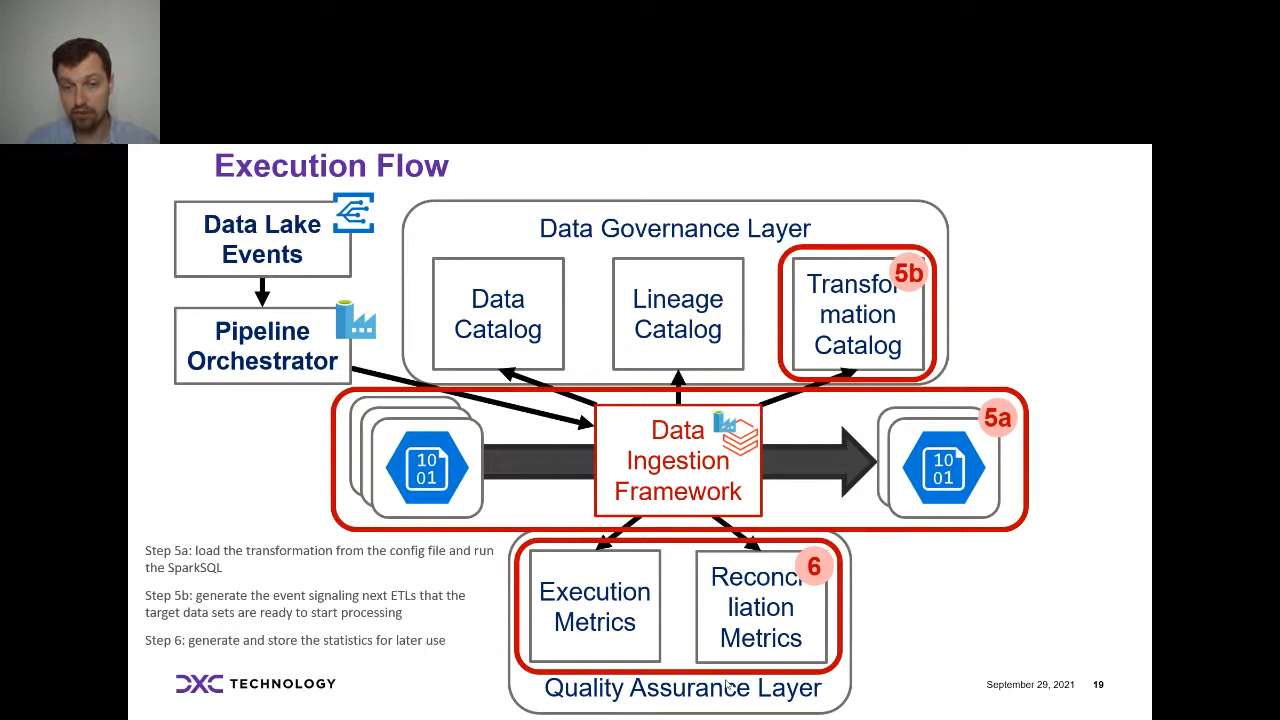 Execution Flow
Data Lake
Events
Pipeline
Orchestrator
Data Governance Layer
Data
Catalog
Lineage
Catalog
5b
Transfor
mation
Catalog
5a
10
01
Data
Ingestion
Framework
10
01
Step 5a: load the transformation from the config file and run
the SparkSQL
Step 5b: generate the event signaling next ETLs that the
target data sets are ready to start processing
Step 6: generate and store the statistics for later use
Execution
Metrics
6
Reconci
liation
Metrics
Quality Assurance Layer
DXC TECHNOLOGY
September 29, 2021 19